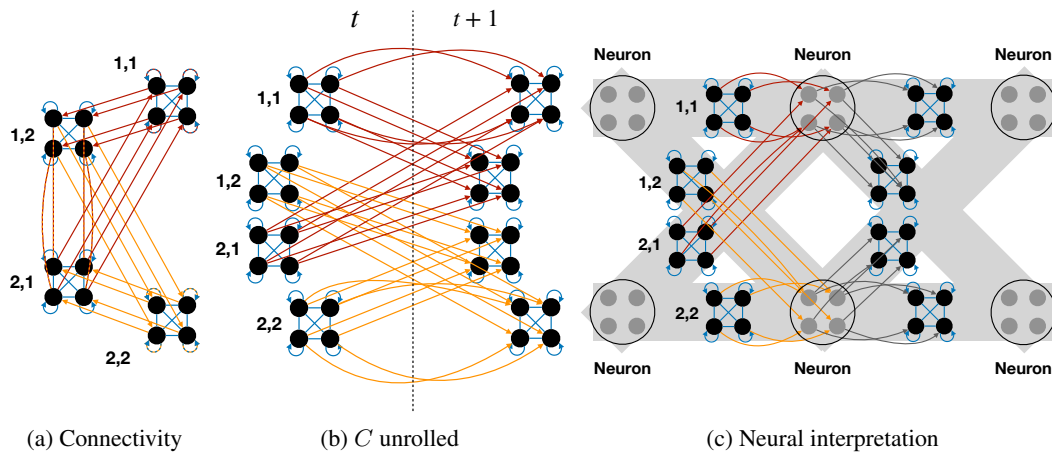 t
t + 1
1,1
1,2
2,1
2,2
1,1
1,2
2,1
2,2
Neuron
Neuron
Neuron
1,1
1,2
2,1
2,2
Neuron
Neuron
Neuron
(a) Connectivity
(b) C unrolled
(c) Neural interpretation